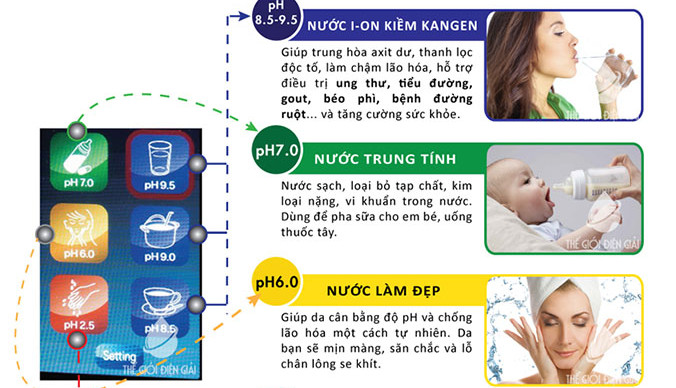 pH
8.5-9.5
NƯỚC I-ON KIỀM KANGEN
Giúp trung hòa axit dư, thanh lọc
độc tố, làm chậm lão hóa, hỗ trợ
điều trị ung thư, tiểu đường,
gout, béo phì, bệnh đường
ruột... và tăng cường sức khỏe.
THẾ GIỚI ĐIỆN GIẢI
pH7.0
NƯỚC TRUNG TÍNH
Nước sạch, loại bỏ tạp chất, kim
loại nặng, vi khuẩn trong nước.
Dùng để pha sữa cho em bé, uống
thuốc tây.
THẾ GIỚI ĐIỆN GIẢI
pH6.0
NƯỚC LÀM ĐẸP
Giúp da cân bằng độ pH và chống
lão hóa một cách tự nhiên. Da
bạn sẽ mịn màng, săn chắc và lỗ
chân lông se khít.
THẾ GIỚI ĐIỆN GIẢI
pH 7.0
pH 9.5
pH 6.0
pH 9.0
pH 2.5
pH 8.5
Setting
THẾ GIỚI ĐIỆN GIẢI